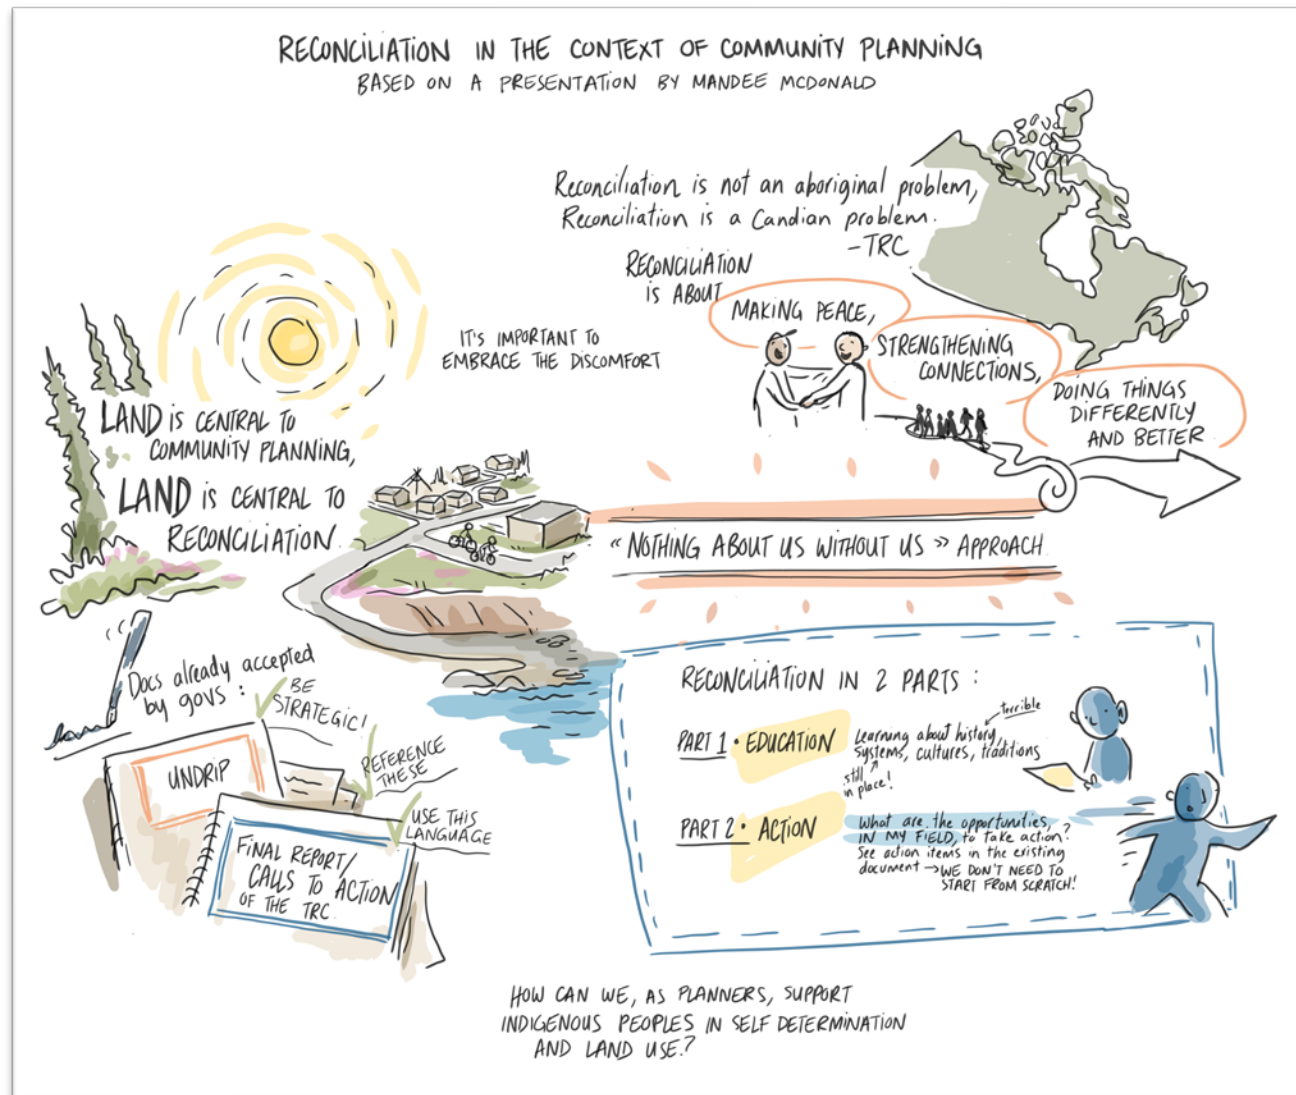 RECONCILIATION IN THE CONTEXT OF COMMUNITY PLANNING
BASED ON A PRESENTATION BY MANDEE MCDONALD
Reconciliation is not an aboriginal problem,
Reconciliation is a Candian problem.
-TRC
RECONCILIATION
IS ABOUT
MAKING PEACE,
STRENGTHENING
CONNECTIONS,
DOING THINGS
DIFFERENTLY
AND BETTER
IT'S IMPORTANT TO
EMBRACE THE DISCOMFORT
LAND IS CENTRAL TO
COMMUNITY PLANNING,
LAND IS CENTRAL TO
RECONCILIATION.
« NOTHING ABOUT US WITHOUT US » APPROACH
Docs already accepted
by govs :
BE
STRATEGIC!
REFERENCE
THESE
USE THIS
LANGUAGE
UNDRIP
FINAL REPORT/
CALLS TO ACTION
OF THE TRC.
RECONCILIATION IN 2 PARTS :
PART 1 • EDUCATION
terrible
Learning about history,
systems, cultures, traditions
still
in place!
PART 2 • ACTION
What are the opportunities,
IN MY FIELD, to take action?
See action items in the existing
document → WE DON'T NEED TO
START FROM SCRATCH!
HOW CAN WE, AS PLANNERS, SUPPORT
INDIGENOUS PEOPLES IN SELF DETERMINATION
AND LAND USE?